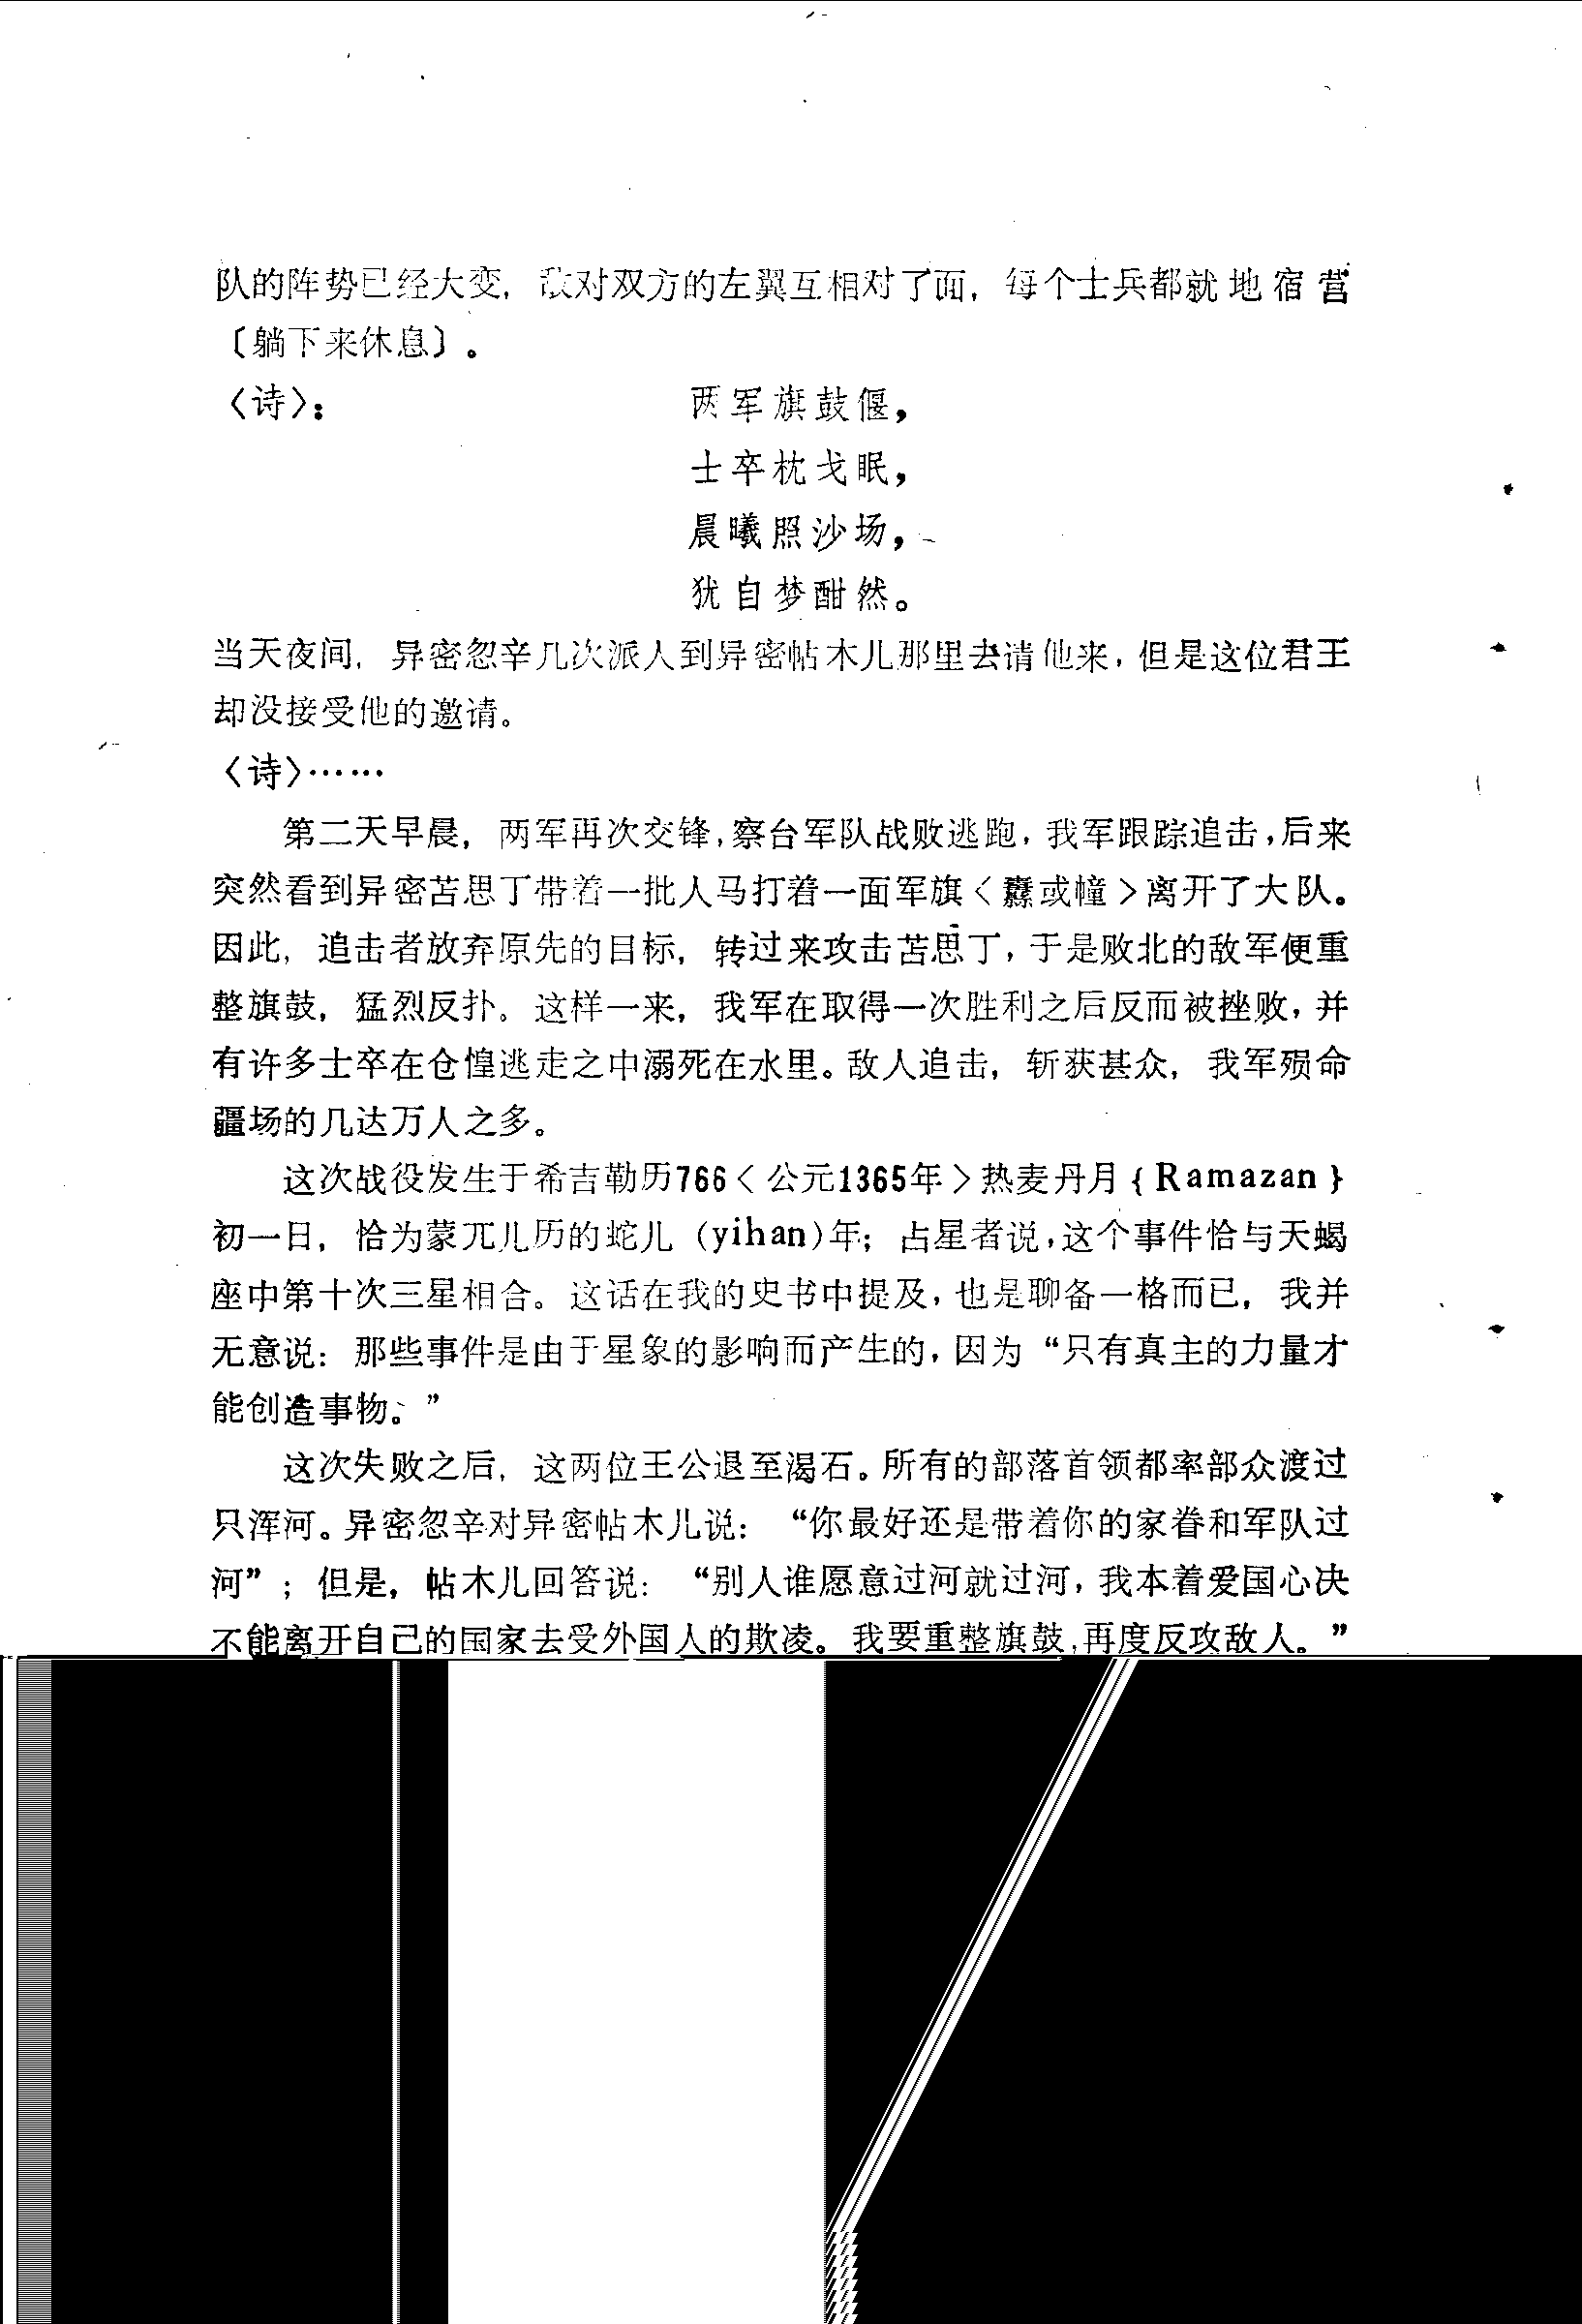 队的阵势已经大变，敌对双方的左翼互相对了面，每个士兵都就地宿营
〔躺下来休息〕。
〈诗〉：两军旗鼓偃，
士卒枕戈眠，
晨曦照沙场，
犹自梦酣然。
当天夜间，异密忽辛几次派人到异密帖木儿那里去请他来，但是这位君王
却没接受他的邀请。
〈诗〉……
第二天早晨，两军再次交锋，察台军队战败逃跑，我军跟踪追击，后来
突然看到异密苫思丁带着一批人马打着一面军旗〈纛或幢〉离开了大队。
因此，追击者放弃原先的目标，转过来攻击苫思丁，于是败北的敌军便重
整旗鼓，猛烈反扑。这样一来，我军在取得一次胜利之后反而被挫败，并
有许多士卒在仓惶逃走之中溺死在水里。敌人追击，斩获甚众，我军殒命
疆场的几达万人之多。
这次战役发生于希吉勒历766〈公元1365年〉热麦丹月{Ramazan}
初一日，恰为蒙兀儿历的蛇儿（yihan）年；占星者说，这个事件恰与天蝎
座中第十次三星相合。这话在我的史书中提及，也是聊备一格而已，我并
无意说：那些事件是由于星象的影响而产生的，因为“只有真主的力量才
能创造事物。”
这次失败之后，这两位王公退至渴石。所有的部落首领都率部众渡过
只浑河。异密忽辛对异密帖木儿说：“你最好还是带着你的家眷和军队过
河”；但是，帖木儿回答说：“别人谁愿意过河就过河，我本着爱国心决
不能离开自己的国家去受外国人的欺凌。我要重整旗鼓，再度反攻敌人。”